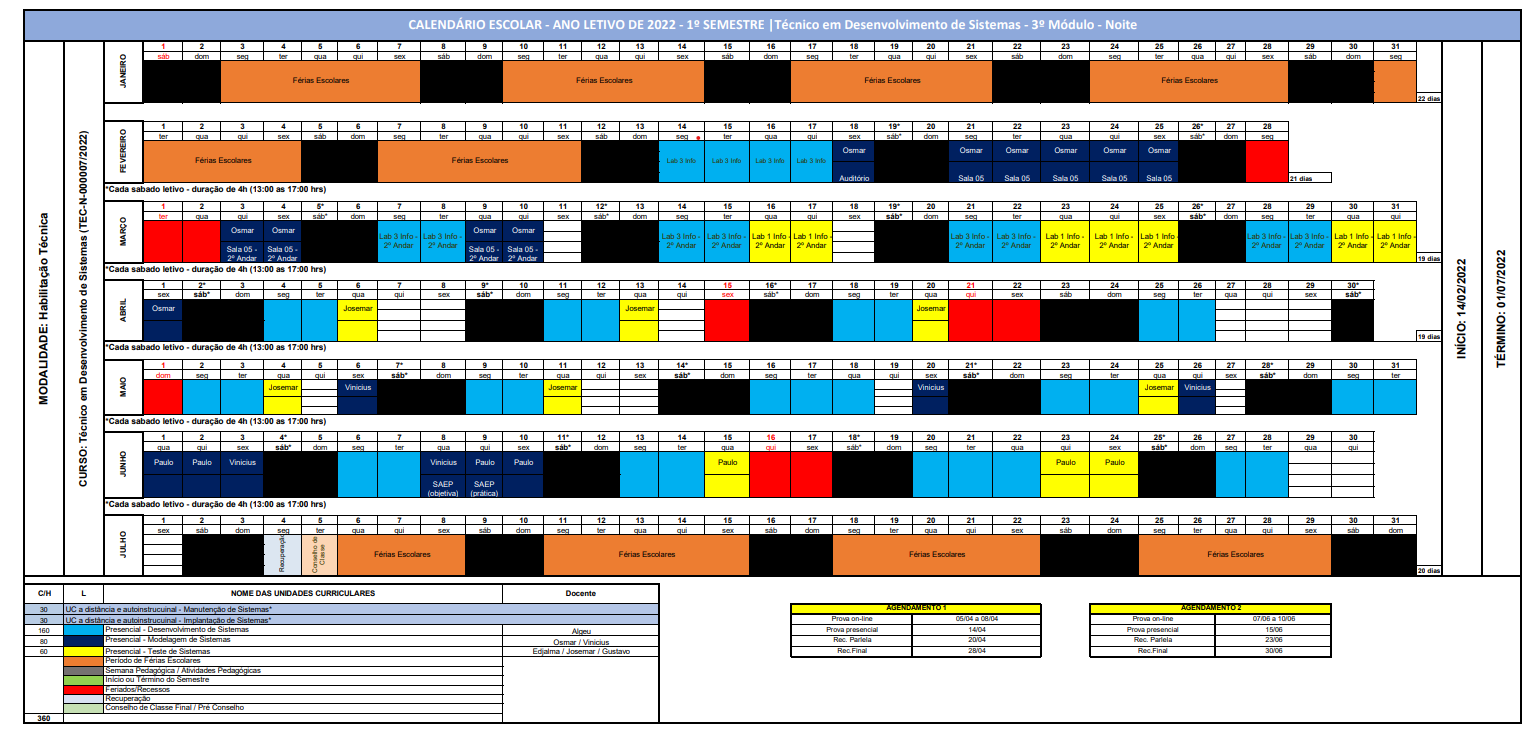 CALENDÁRIO ESCOLAR - ANO LETIVO DE 2022 - 1º SEMESTRE |Técnico em Desenvolvimento de Sistemas - 3º Módulo - Noite
MODALIDADE: Habilitação Técnica
CURSO: Técnico em Desenvolvimento de Sistemas (TEC-N-00000/07/2022)
INÍCIO: 14/02/2022
TÉRMINO: 01/07/2022
JANEIRO
1 2 3 4 5 6 7 8 9 10 11 12 13 14 15 16 17 18 19 20 21 22 23 24 25 26 27 28 29 30 31
sáb dom seg ter qua qui sex sáb dom seg ter qua qui sex sáb dom seg ter qua qui sex sáb dom seg ter qua qui sex sáb dom seg
Férias Escolares Férias Escolares Férias Escolares Férias Escolares
22 dias
FEVEREIRO
1 2 3 4 5 6 7 8 9 10 11 12 13 14 15 16 17 18 19* 20 21 22 23 24 25 26* 27 28
ter qua qui sex sáb dom seg ter qua qui sex sáb dom seg ter qua qui sex sáb* dom seg ter qua qui sex sáb* dom seg
Férias Escolares Férias Escolares Lab 3 Info Lab 3 Info Lab 3 Info Lab 3 Info Osmar Osmar Osmar Osmar Osmar Osmar
Auditório Sala 05 Sala 05 Sala 05 Sala 05 Sala 05
21 dias
*Cada sabado letivo - duração de 4h (13:00 as 17:00 hrs)
MARÇO
1 2 3 4 5* 6 7 8 9 10 11 12* 13 14 15 16 17 18 19* 20 21 22 23 24 25 26* 27 28 29 30 31
ter qua qui sex sáb* dom seg ter qua qui sex sáb* dom seg ter qua qui sex sáb* dom seg ter qua qui sex sáb* dom seg ter qua qui
Osmar Osmar Lab 3 Info - Lab 3 Info - Osmar Osmar Lab 3 Info - Lab 3 Info - Lab 1 Info - Lab 1 Info - Lab 3 Info - Lab 3 Info - Lab 1 Info - Lab 1 Info - Lab 1 Info - Lab 3 Info - Lab 3 Info - Lab 1 Info - Lab 1 Info -
2º Andar 2º Andar 2º Andar 2º Andar 2º Andar 2º Andar 2º Andar 2º Andar 2º Andar 2º Andar 2º Andar 2º Andar 2º Andar 2º Andar 2º Andar
Sala 05 - Sala 05 - Sala 05 - Sala 05 -
2º Andar 2º Andar 2º Andar 2º Andar
19 dias
*Cada sabado letivo - duração de 4h (13:00 as 17:00 hrs)
ABRIL
1 2* 3 4 5 6 7 8 9* 10 11 12 13 14 15 16* 17 18 19 20 21 22 23 24 25 26 27 28 29 30*
sex sáb* dom seg ter qua qui sex sáb* dom seg ter qua qui sex sáb* dom seg ter qua qui sex sáb dom seg ter qua qui sex sáb*
Osmar Josemar Josemar Josemar
19 dias
*Cada sabado letivo - duração de 4h (13:00 as 17:00 hrs)
MAIO
1 2 3 4 5 6 7* 8 9 10 11 12 13 14* 15 16 17 18 19 20 21* 22 23 24 25 26 27 28* 29 30 31
dom seg ter qua qui sex sáb* dom seg ter qua qui sex sáb* dom seg ter qua qui sex sáb* dom seg ter qua qui sex sáb* dom seg ter
Josemar Vinicius Josemar Vinicius Josemar Vinicius
*Cada sabado letivo - duração de 4h (13:00 as 17:00 hrs)
JUNHO
1 2 3 4* 5 6 7 8 9 10 11* 12 13 14 15 16 17 18* 19 20 21 22 23 24 25* 26 27 28 29 30
qua qui sex sáb* dom seg ter qua qui sex sáb* dom seg ter qua qui sex sáb* dom seg ter qua qui sex sáb* dom seg ter qua qui
Paulo Paulo Vinicius Vinicius Paulo Paulo Paulo Paulo Paulo
SAEP SAEP
(objetiva) (prática)
*Cada sabado letivo - duração de 4h (13:00 as 17:00 hrs)
JULHO
1 2 3 4 5 6 7 8 9 10 11 12 13 14 15 16 17 18 19 20 21 22 23 24 25 26 27 28 29 30 31
sex sáb dom seg ter qua qui sex sáb dom seg ter qua qui sex sáb dom seg ter qua qui sex sáb dom seg ter qua qui sex sáb dom
Recuperação
Conselho de
Classe
Férias Escolares Férias Escolares Férias Escolares Férias Escolares
20 dias
C/H L NOME DAS UNIDADES CURRICULARES Docente
30 UC a distância e autoinstrucuinal - Manutenção de Sistemas*
30 UC a distância e autoinstrucuinal - Implantação de Sistemas*
160 Presencial - Desenvolvimento de Sistemas Algeu
80 Presencial - Modelagem de Sistemas Osmar / Vinicius
60 Presencial - Teste de Sistemas Edjalma / Josemar / Gustavo
Período de Férias Escolares
Semana Pedagógica / Atividades Pedagógicas
Início ou Término do Semestre
Feriados/Recessos
Recuperação
Conselho de Classe Final / Pré Conselho
360
AGENDAMENTO 1
Prova on-line 05/04 a 08/04
Prova presencial 14/04
Rec. Parlela 20/04
Rec.Final 28/04
AGENDAMENTO 2
Prova on-line 07/06 a 10/06
Prova presencial 15/06
Rec. Parlela 23/06
Rec.Final 30/06